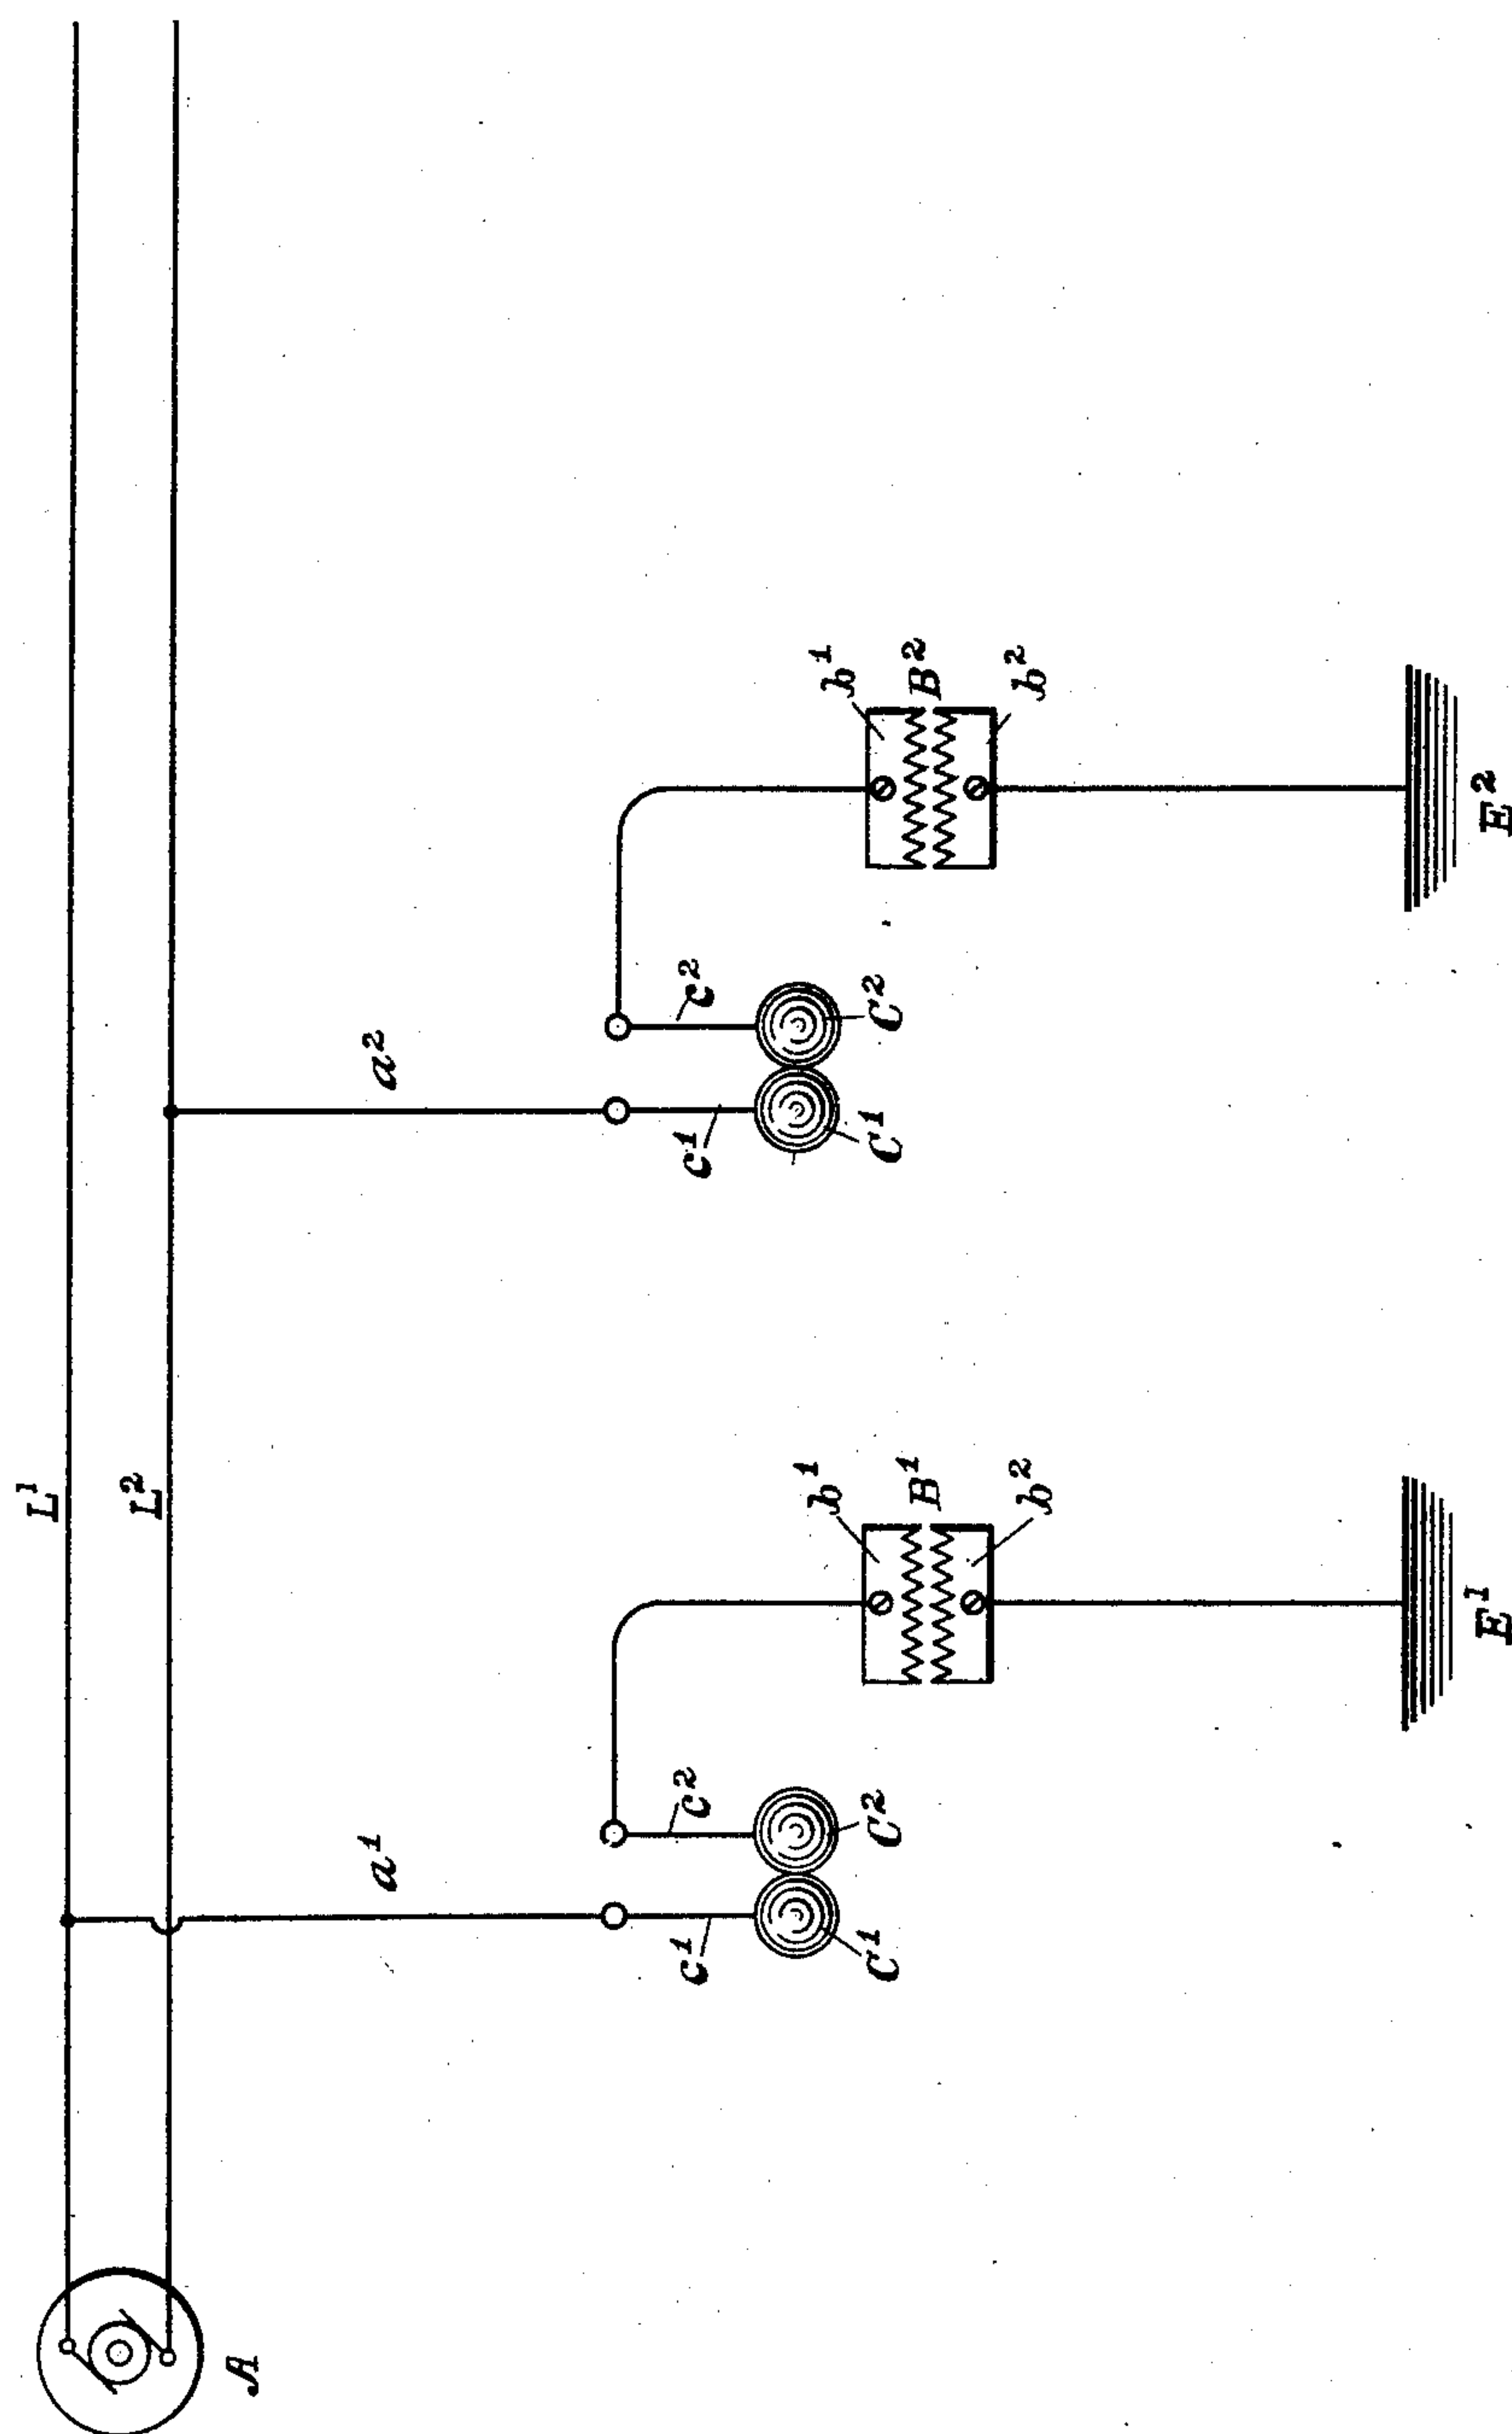 L¹
L²
A
a¹
a²
c¹
c²
c¹
c²
b¹
b¹
C¹
C²
C¹
C²
B¹
B²
b²
b²
E¹
E²